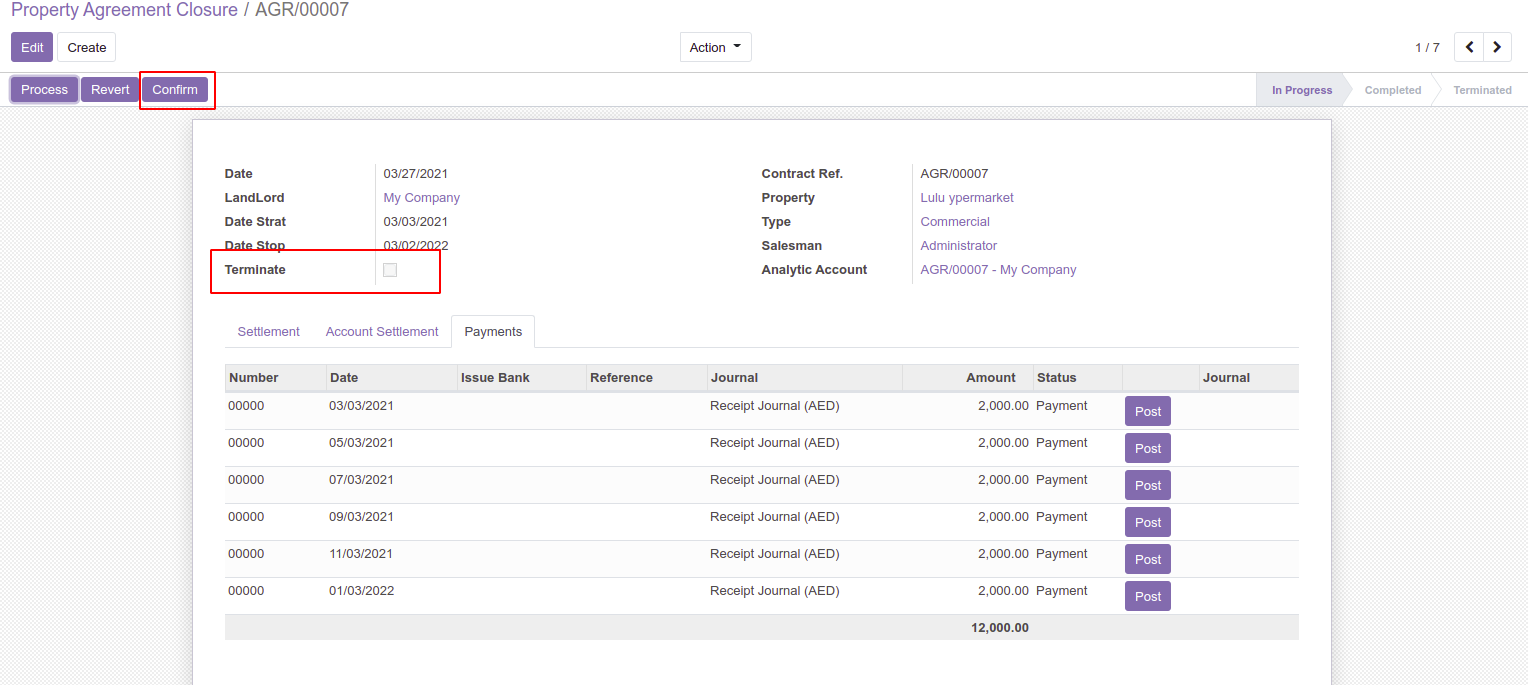 Property Agreement Closure / AGR/00007
Edit Create Action 1 / 7
Process Revert Confirm In Progress Completed Terminated
Date 03/27/2021 Contract Ref. AGR/00007
LandLord My Company Property Lulu ypermarket
Date Strat 03/03/2021 Type Commercial
Date Stop 03/02/2022 Salesman Administrator
Terminate Analytic Account AGR/00007 - My Company
Settlement Account Settlement Payments
Number Date Issue Bank Reference Journal Amount Status Journal
00000 03/03/2021 Receipt Journal (AED) 2,000.00 Payment Post
00000 05/03/2021 Receipt Journal (AED) 2,000.00 Payment Post
00000 07/03/2021 Receipt Journal (AED) 2,000.00 Payment Post
00000 09/03/2021 Receipt Journal (AED) 2,000.00 Payment Post
00000 11/03/2021 Receipt Journal (AED) 2,000.00 Payment Post
00000 01/03/2022 Receipt Journal (AED) 2,000.00 Payment Post
12,000.00